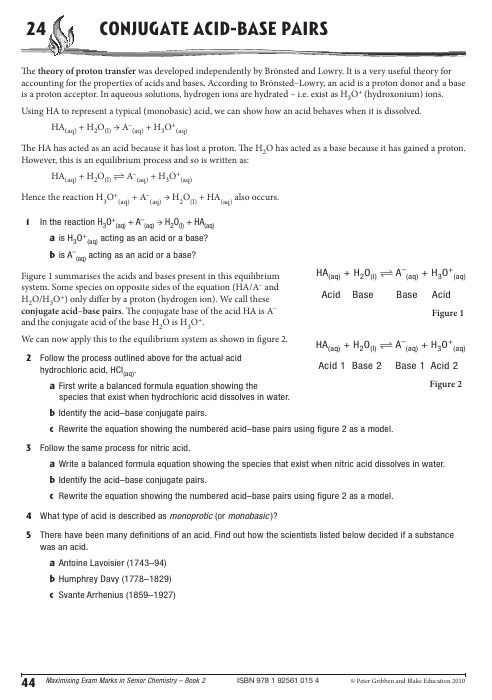 24 CONJUGATE ACID-BASE PAIRS
The theory of proton transfer was developed independently by Brönsted and Lowry. It is a very useful theory for
accounting for the properties of acids and bases. According to Brönsted–Lowry, an acid is a proton donor and a base
is a proton acceptor. In aqueous solutions, hydrogen ions are hydrated – i.e. exist as H₃O⁺ (hydroxonium) ions.
Using HA to represent a typical (monobasic) acid, we can show how an acid behaves when it is dissolved.
HA(aq) + H₂O(l) → A⁻(aq) + H₃O⁺(aq)
The HA has acted as an acid because it has lost a proton. The H₂O has acted as a base because it has gained a proton.
However, this is an equilibrium process and so is written as:
HA(aq) + H₂O(l) ⇌ A⁻(aq) + H₃O⁺(aq)
Hence the reaction H₃O⁺(aq) + A⁻(aq) → H₂O(l) + HA(aq) also occurs.
1 In the reaction H₃O⁺(aq) + A⁻(aq) → H₂O(l) + HA(aq)
a is H₃O⁺(aq) acting as an acid or a base?
b is A⁻(aq) acting as an acid or a base?
Figure 1 summarises the acids and bases present in this equilibrium
system. Some species on opposite sides of the equation (HA/A⁻ and
H₂O/H₃O⁺) only differ by a proton (hydrogen ion). We call these
conjugate acid–base pairs. The conjugate base of the acid HA is A⁻
and the conjugate acid of the base H₂O is H₃O⁺.
HA(aq) + H₂O(l) ⇌ A⁻(aq) + H₃O⁺(aq)
Acid Base Base Acid
Figure 1
We can now apply this to the equilibrium system as shown in figure 2.
HA(aq) + H₂O(l) ⇌ A⁻(aq) + H₃O⁺(aq)
Acid 1 Base 2 Base 1 Acid 2
Figure 2
2 Follow the process outlined above for the actual acid
hydrochloric acid, HCl(aq).
a First write a balanced formula equation showing the
species that exist when hydrochloric acid dissolves in water.
b Identify the acid–base conjugate pairs.
c Rewrite the equation showing the numbered acid–base pairs using figure 2 as a model.
3 Follow the same process for nitric acid.
a Write a balanced formula equation showing the species that exist when nitric acid dissolves in water.
b Identify the acid–base conjugate pairs.
c Rewrite the equation showing the numbered acid–base pairs using figure 2 as a model.
4 What type of acid is described as monoprotic (or monobasic)?
5 There have been many definitions of an acid. Find out how the scientists listed below decided if a substance
was an acid.
a Antoine Lavoisier (1743–94)
b Humphrey Davy (1778–1829)
c Svante Arrhenius (1859–1927)
44 Maximising Exam Marks in Senior Chemistry – Book 2 ISBN 978 1 92561 015 4 © Peter Gribben and Blake Education 2010